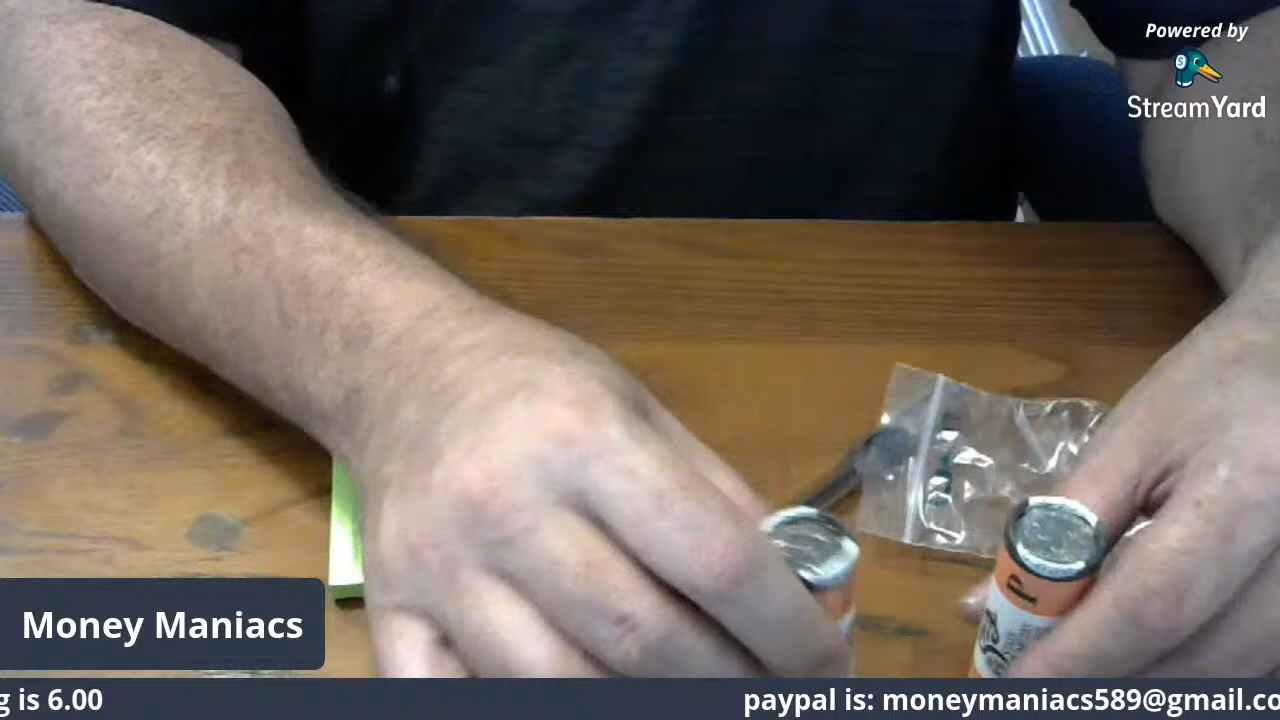 Powered by
StreamYard
P
Money Maniacs
g is 6.00
paypal is: moneymaniacs589@gmail.co